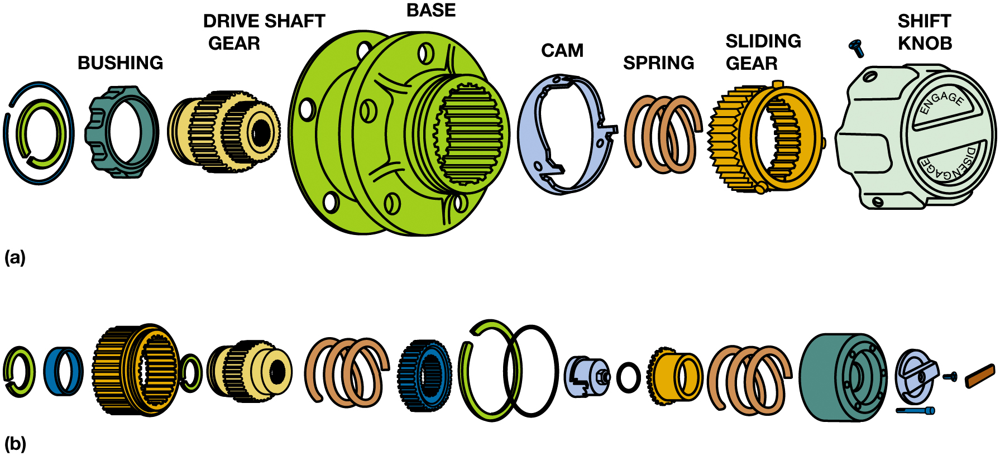 BASE
DRIVE SHAFT
GEAR
BUSHING
CAM
SPRING
SLIDING
GEAR
SHIFT
KNOB
ENGAGE
DISENGAGE
(a)
(b)